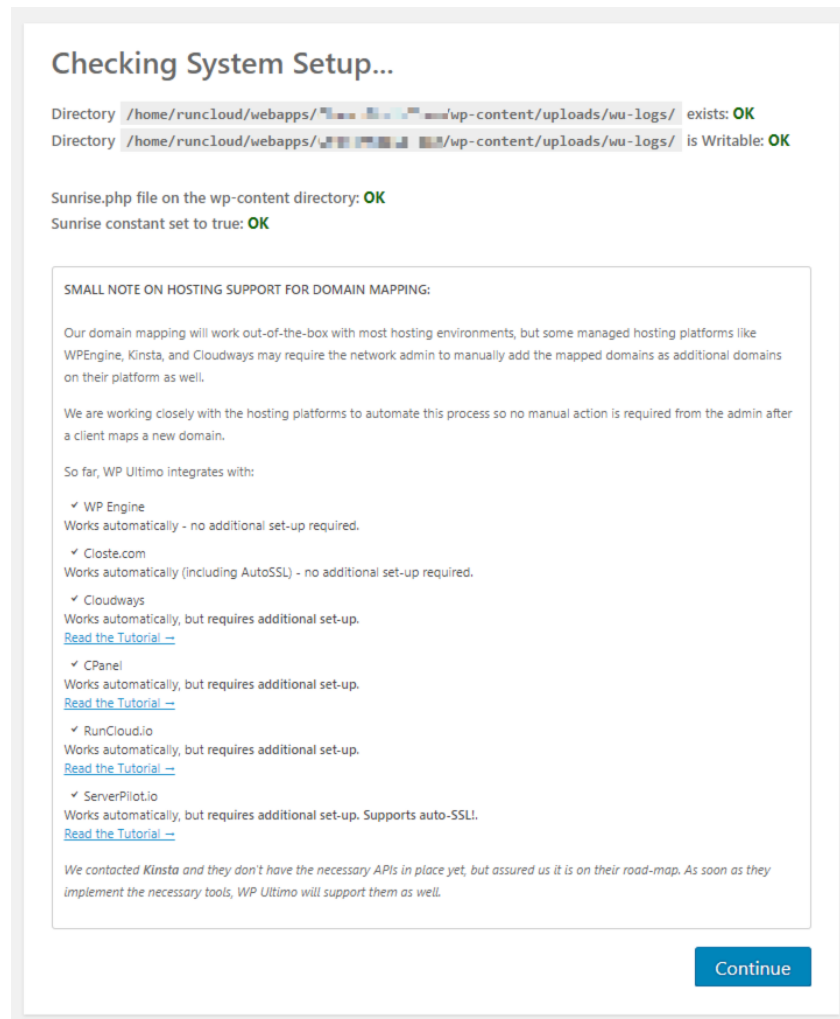 Checking System Setup...
Directory /home/runcloud/webapps/ /wp-content/uploads/wu-logs/ exists: OK
Directory /home/runcloud/webapps/ /wp-content/uploads/wu-logs/ is Writable: OK
Sunrise.php file on the wp-content directory: OK
Sunrise constant set to true: OK
SMALL NOTE ON HOSTING SUPPORT FOR DOMAIN MAPPING:
Our domain mapping will work out-of-the-box with most hosting environments, but some managed hosting platforms like
WPEngine, Kinsta, and Cloudways may require the network admin to manually add the mapped domains as additional domains
on their platform as well.
We are working closely with the hosting platforms to automate this process so no manual action is required from the admin after
a client maps a new domain.
So far, WP Ultimo integrates with:
✓ WP Engine
Works automatically - no additional set-up required.
✓ Closte.com
Works automatically (including AutoSSL) - no additional set-up required.
✓ Cloudways
Works automatically, but requires additional set-up.
Read the Tutorial →
✓ CPanel
Works automatically, but requires additional set-up.
Read the Tutorial →
✓ RunCloud.io
Works automatically, but requires additional set-up.
Read the Tutorial →
✓ ServerPilot.io
Works automatically, but requires additional set-up. Supports auto-SSL!.
Read the Tutorial →
We contacted Kinsta and they don't have the necessary APIs in place yet, but assured us it is on their road-map. As soon as they
implement the necessary tools, WP Ultimo will support them as well.
Continue